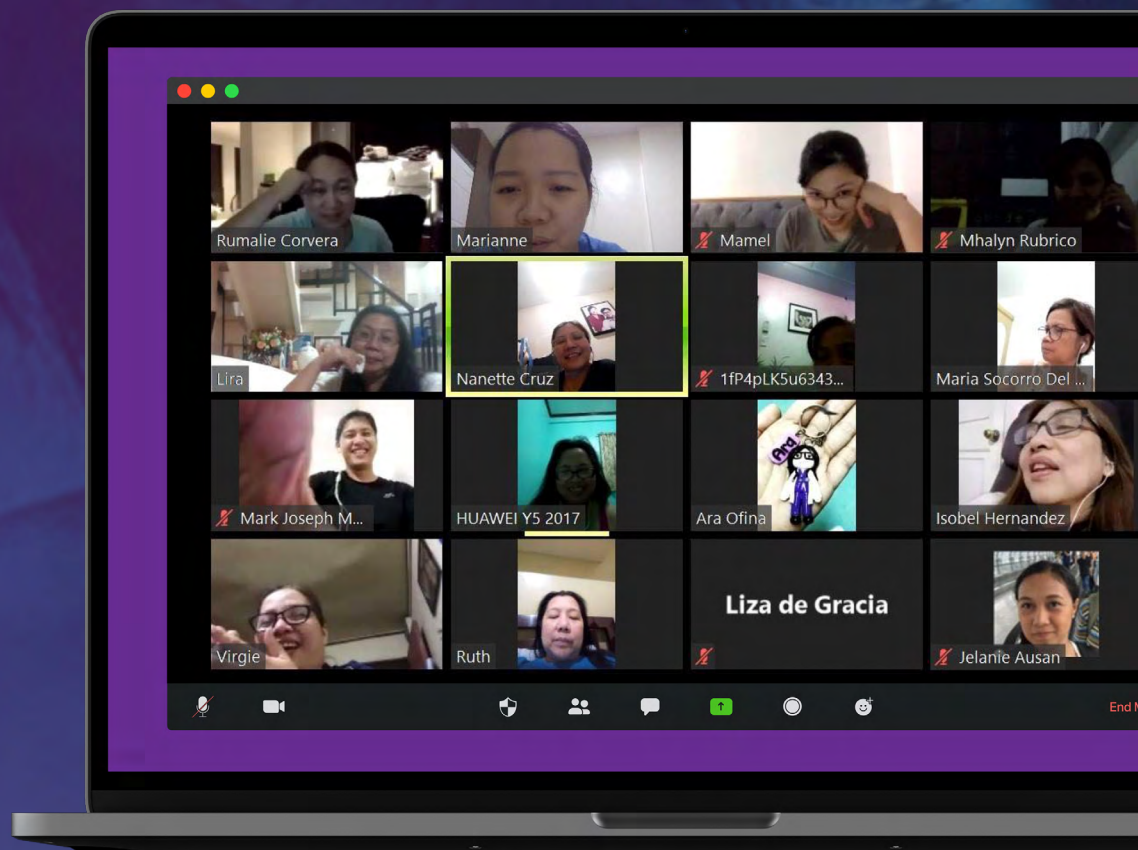 Rumalie Corvera
Marianne
Mamel
Mhalyn Rubrico
Lira
Nanette Cruz
1fP4pLK5u6343...
Maria Socorro Del ...
Mark Joseph M...
HUAWEI Y5 2017
Ara
Ara Ofina
Isobel Hernandez
Virgie
Ruth
Liza de Gracia
Jelanie Ausan
End M